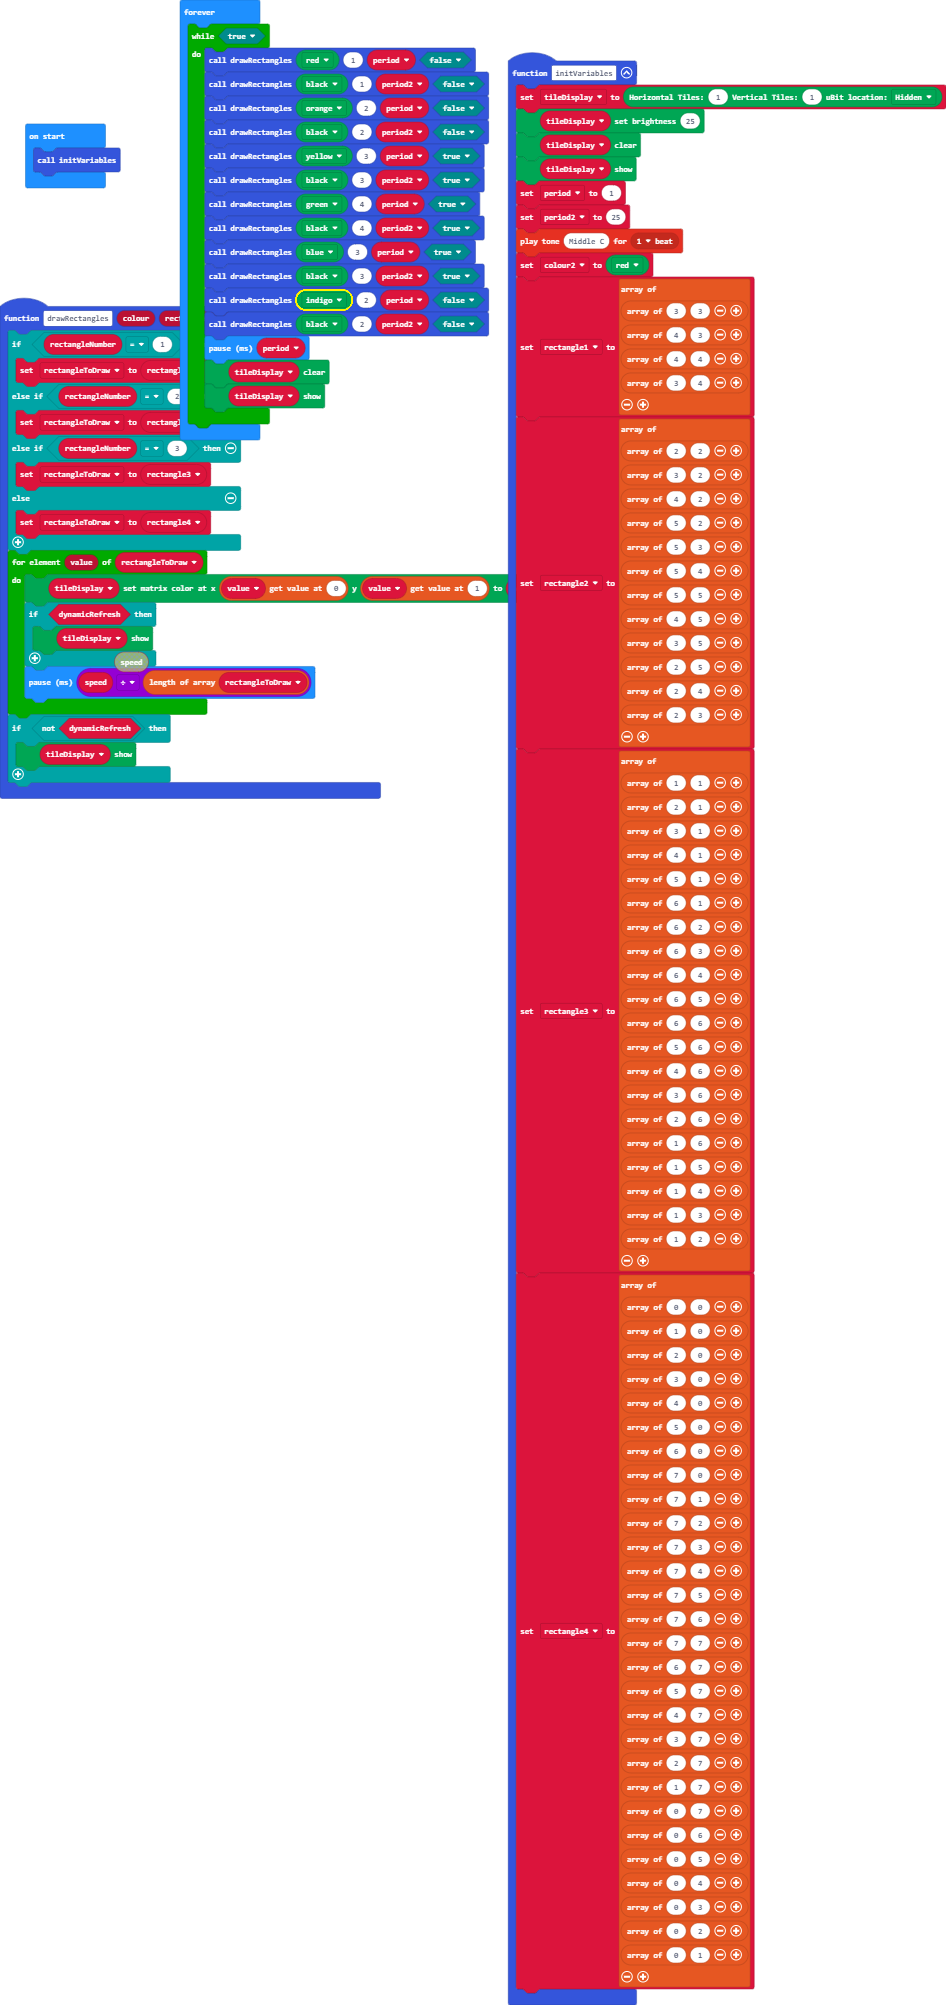 on start
call initVariables
forever
while true
do
call drawRectangles red 1 period false
call drawRectangles black 1 period2 false
call drawRectangles orange 2 period false
call drawRectangles black 2 period2 false
call drawRectangles yellow 3 period true
call drawRectangles black 3 period2 true
call drawRectangles green 4 period true
call drawRectangles black 4 period2 true
call drawRectangles blue 3 period true
call drawRectangles black 3 period2 true
call drawRectangles indigo 2 period false
call drawRectangles black 2 period2 false
pause (ms) period
tileDisplay clear
tileDisplay show
function drawRectangles colour
if rectangleNumber = 1
set rectangleToDraw to
else if rectangleNumber = 2
set rectangleToDraw to
else if rectangleNumber = 3 then
set rectangleToDraw to rectangle3
else
set rectangleToDraw to rectangle4
for element value of rectangleToDraw
do
tileDisplay set matrix color at x value get value at 0 y value get value at 1 to
if dynamicRefresh then
tileDisplay show
speed
pause (ms) speed ÷ length of array rectangleToDraw
if not dynamicRefresh then
tileDisplay show
function initVariables
set tileDisplay to Horizontal Tiles: 1 Vertical Tiles: 1 uBit location: Hidden
tileDisplay set brightness 25
tileDisplay clear
tileDisplay show
set period to 1
set period2 to 25
play tone Middle C for 1 beat
set colour2 to red
set rectangle1 to
array of
array of 3 3
array of 4 3
array of 4 4
array of 3 4
set rectangle2 to
array of
array of 2 2
array of 3 2
array of 4 2
array of 5 2
array of 5 3
array of 5 4
array of 5 5
array of 4 5
array of 3 5
array of 2 5
array of 2 4
array of 2 3
set rectangle3 to
array of
array of 1 1
array of 2 1
array of 3 1
array of 4 1
array of 5 1
array of 6 1
array of 6 2
array of 6 3
array of 6 4
array of 6 5
array of 6 6
array of 5 6
array of 4 6
array of 3 6
array of 2 6
array of 1 6
array of 1 5
array of 1 4
array of 1 3
array of 1 2
set rectangle4 to
array of
array of 0 0
array of 1 0
array of 2 0
array of 3 0
array of 4 0
array of 5 0
array of 6 0
array of 7 0
array of 7 1
array of 7 2
array of 7 3
array of 7 4
array of 7 5
array of 7 6
array of 7 7
array of 6 7
array of 5 7
array of 4 7
array of 3 7
array of 2 7
array of 1 7
array of 0 7
array of 0 6
array of 0 5
array of 0 4
array of 0 3
array of 0 2
array of 0 1